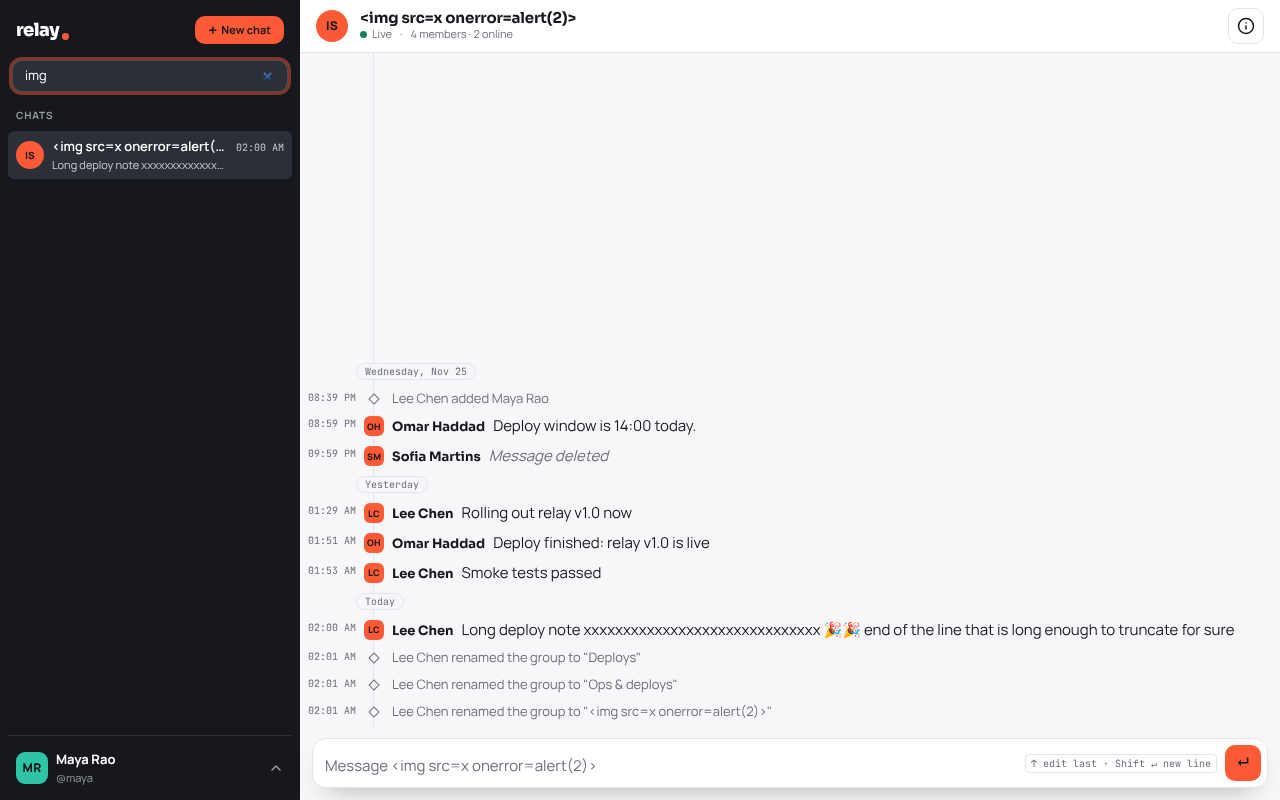 relay
+ New chat
img
CHATS
IS
<img src=x onerror=alert(...
02:00 AM
Long deploy note xxxxxxxxxxxxx...
MR
Maya Rao
@maya
IS
<img src=x onerror=alert(2)>
Live · 4 members · 2 online
Wednesday, Nov 25
08:39 PM Lee Chen added Maya Rao
08:59 PM OH Omar Haddad Deploy window is 14:00 today.
09:59 PM SM Sofia Martins Message deleted
Yesterday
01:29 AM LC Lee Chen Rolling out relay v1.0 now
01:51 AM OH Omar Haddad Deploy finished: relay v1.0 is live
01:53 AM LC Lee Chen Smoke tests passed
Today
02:00 AM LC Lee Chen Long deploy note xxxxxxxxxxxxxxxxxxxxxxxxxxxxxx 🎉🎉 end of the line that is long enough to truncate for sure
02:01 AM Lee Chen renamed the group to "Deploys"
02:01 AM Lee Chen renamed the group to "Ops & deploys"
02:01 AM Lee Chen renamed the group to "<img src=x onerror=alert(2)>"
Message <img src=x onerror=alert(2)>
↑ edit last · Shift ↵ new line